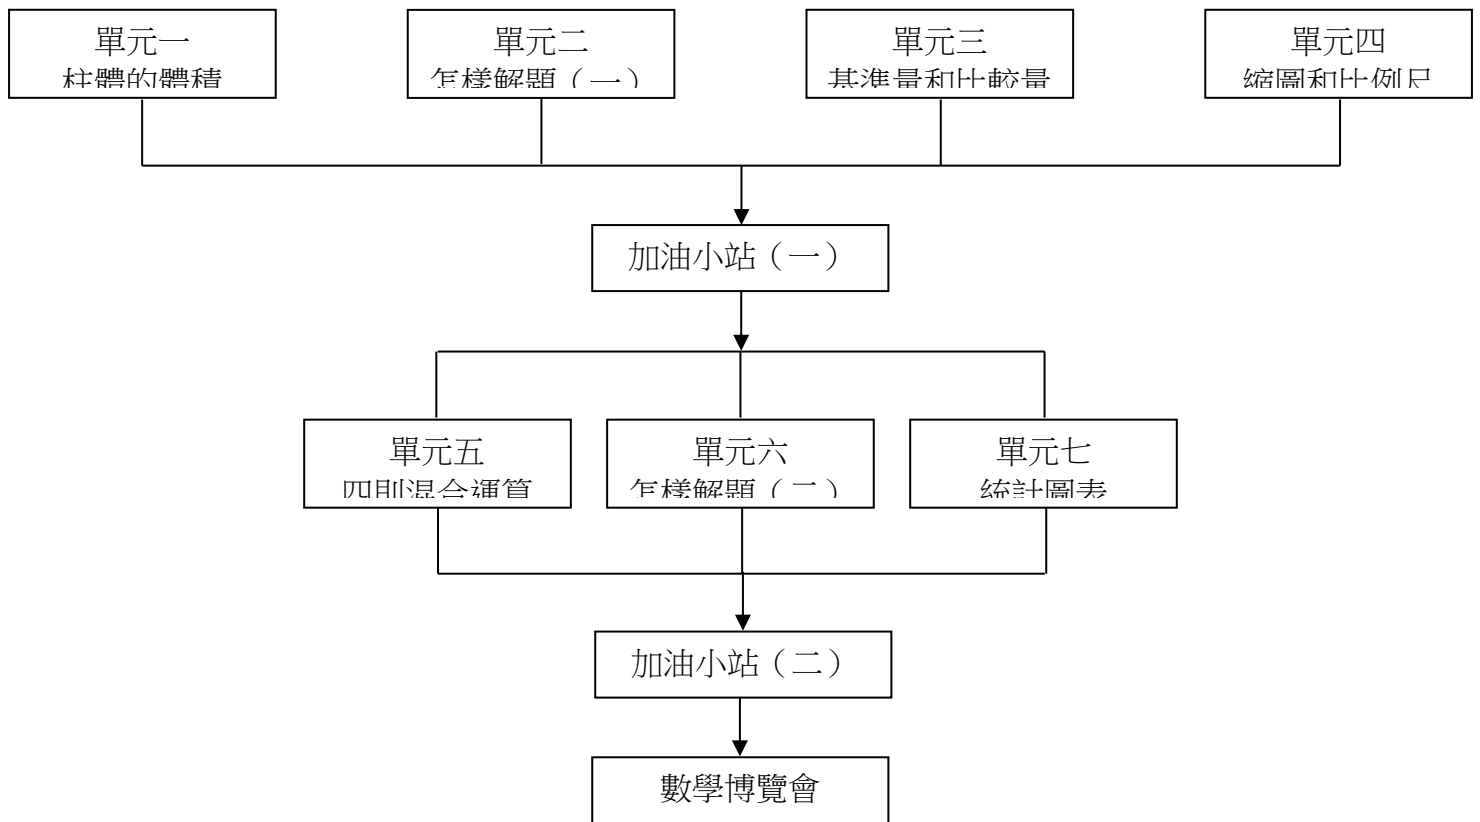 單元一
柱體的體積
單元二
怎樣解題（一）
單元三
基準量和比較量
單元四
縮圖和比例尺
加油小站（一）
單元五
四則混合運算
單元六
怎樣解題（二）
單元七
統計圖表
加油小站（二）
數學博覽會